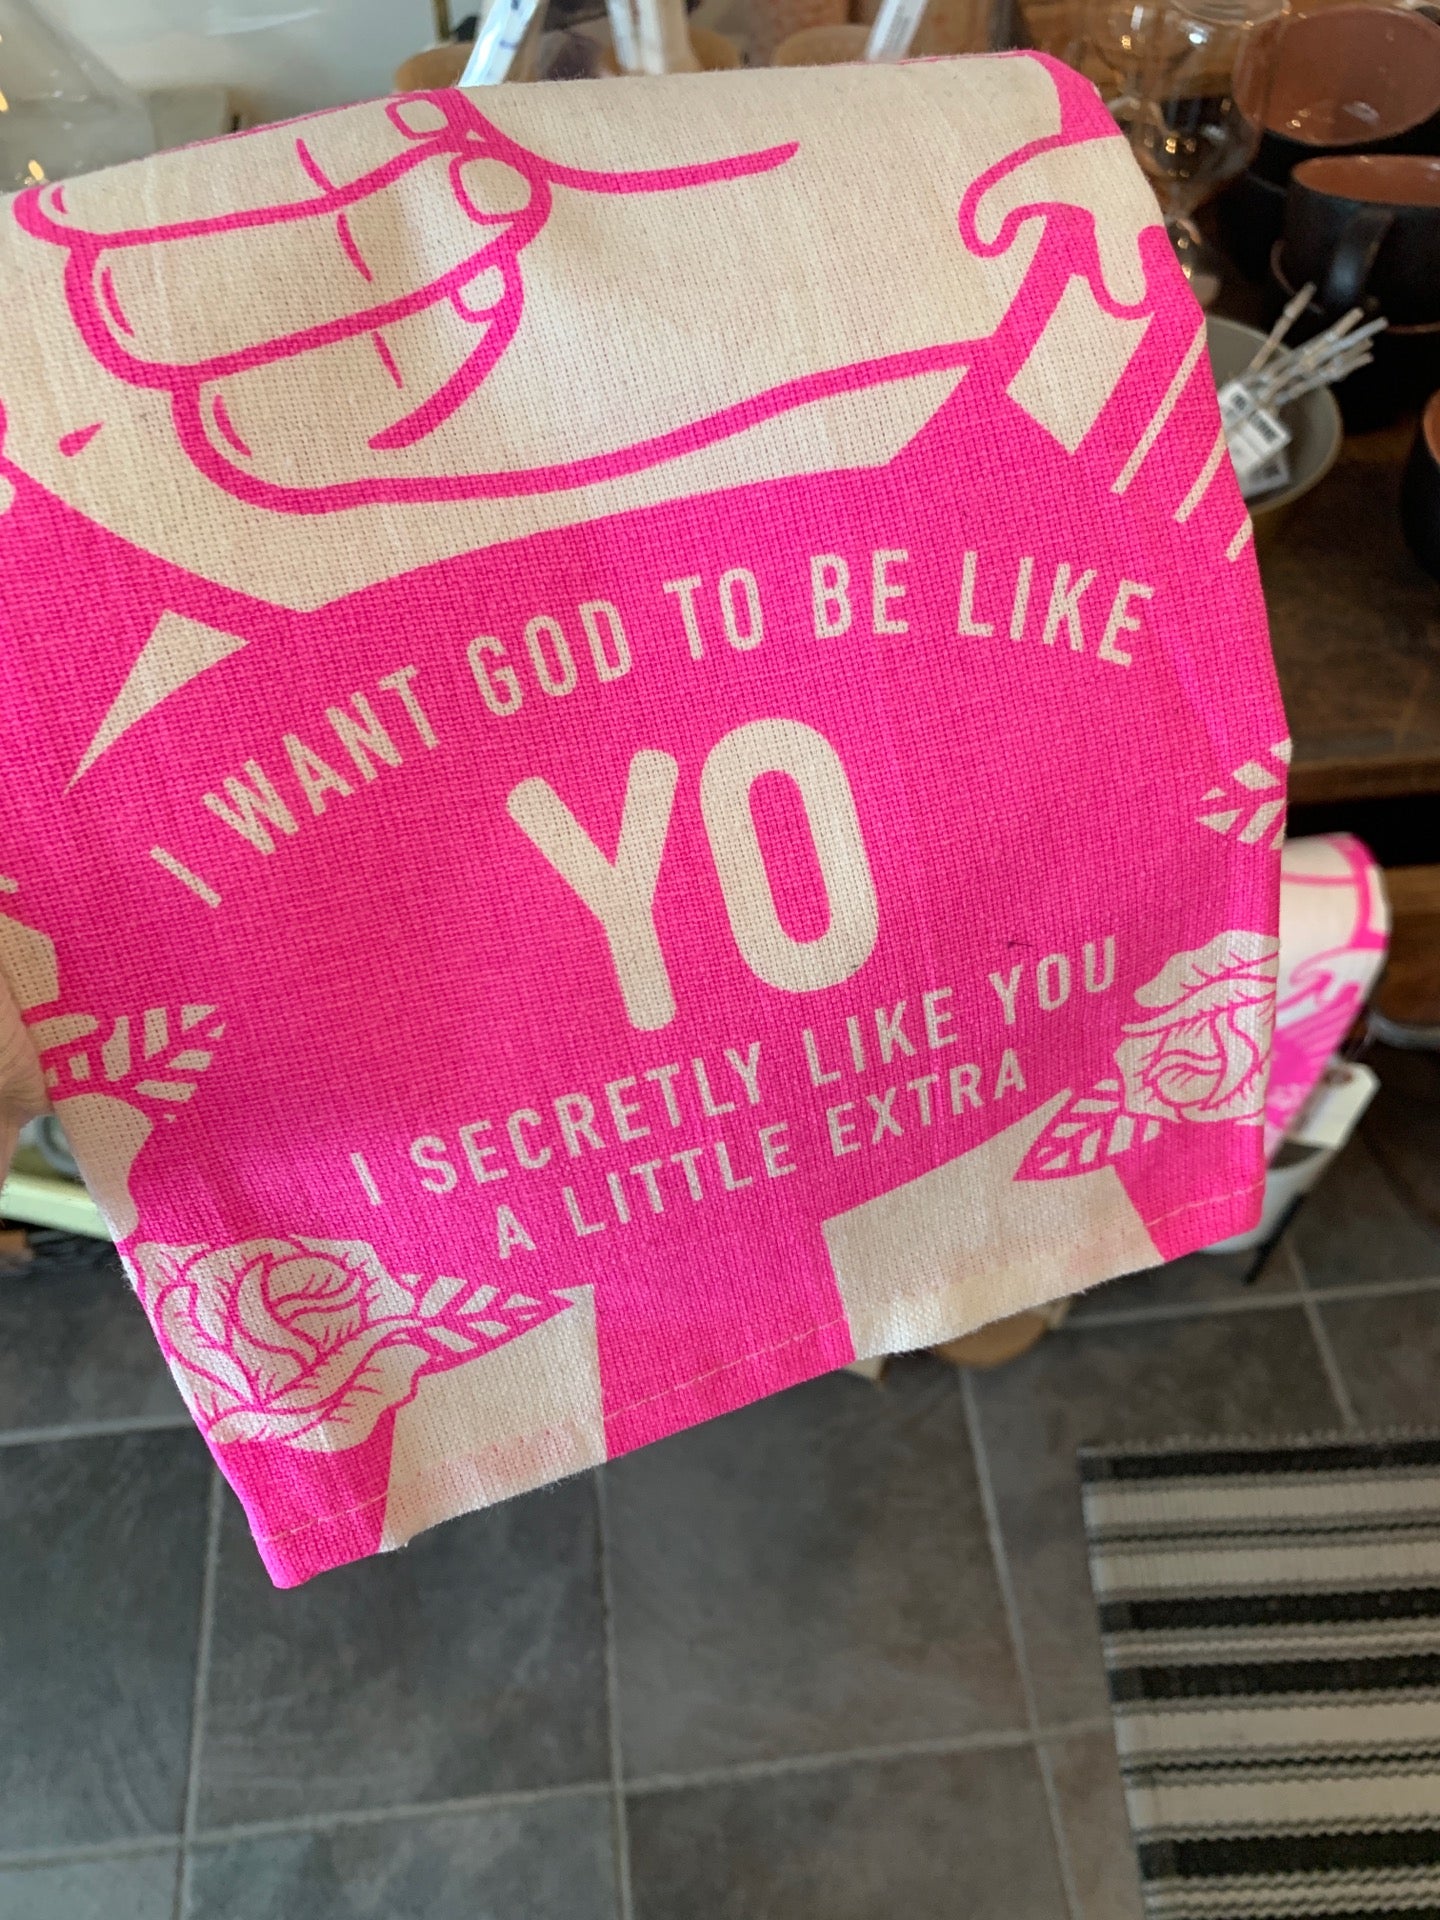 I WANT GOD TO BE LIKE
YO
I SECRETLY LIKE YOU
A LITTLE EXTRA